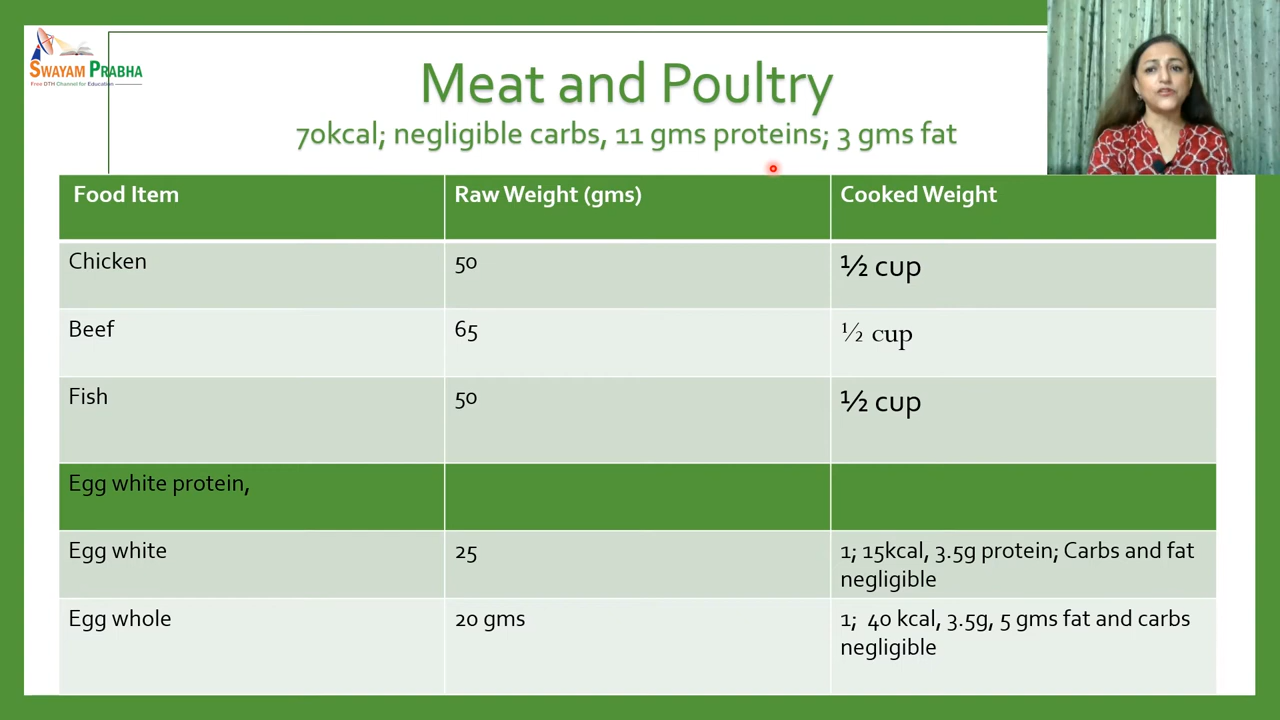 SWAYAM PRABHA
Free DTH Channel for Education
Meat and Poultry
70kcal; negligible carbs, 11 gms proteins; 3 gms fat
Food Item Raw Weight (gms) Cooked Weight
Chicken 50 ½ cup
Beef 65 ½ cup
Fish 50 ½ cup
Egg white protein,
Egg white 25 1; 15kcal, 3.5g protein; Carbs and fat
negligible
Egg whole 20 gms 1; 40 kcal, 3.5g, 5 gms fat and carbs
negligible